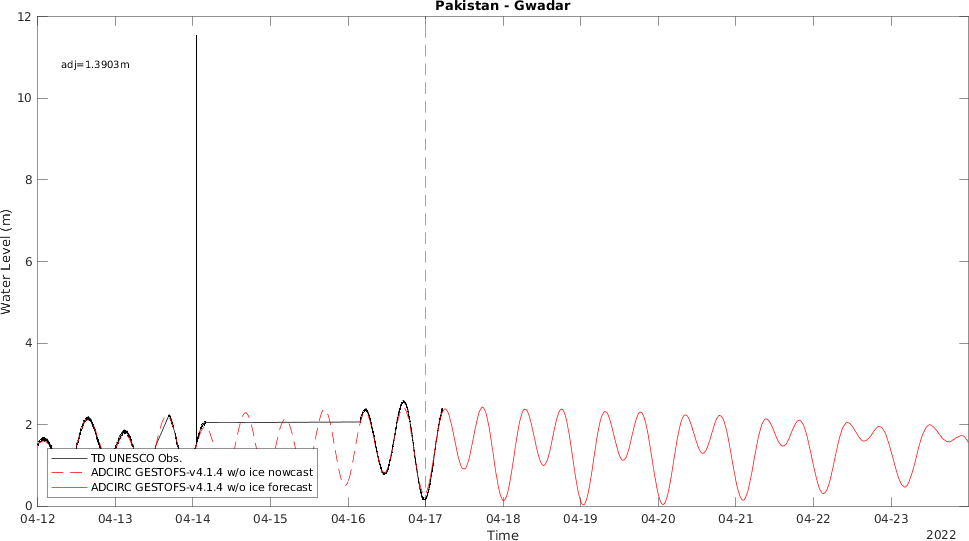 Pakistan - Gwadar
12
adj=1.3903m
10
8
6
4
2
0
Water Level (m)
TD UNESCO Obs.
ADCIRC GESTOFS-v4.1.4 w/o ice nowcast
ADCIRC GESTOFS-v4.1.4 w/o ice forecast
04-12 04-13 04-14 04-15 04-16 04-17 04-18 04-19 04-20 04-21 04-22 04-23
Time
2022